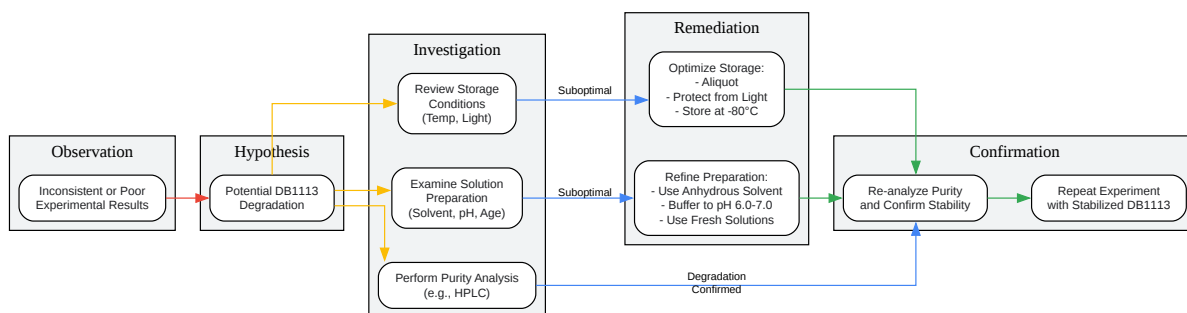 Observation
Inconsistent or Poor
Experimental Results
Hypothesis
Potential DB1113
Degradation
Investigation
Review Storage
Conditions
(Temp, Light)
Examine Solution
Preparation
(Solvent, pH, Age)
Perform Purity Analysis
(e.g., HPLC)
Suboptimal
Suboptimal
Degradation
Confirmed
Remediation
Optimize Storage:
- Aliquot
- Protect from Light
- Store at -80°C
Refine Preparation:
- Use Anhydrous Solvent
- Buffer to pH 6.0-7.0
- Use Fresh Solutions
Confirmation
Re-analyze Purity
and Confirm Stability
Repeat Experiment
with Stabilized DB1113